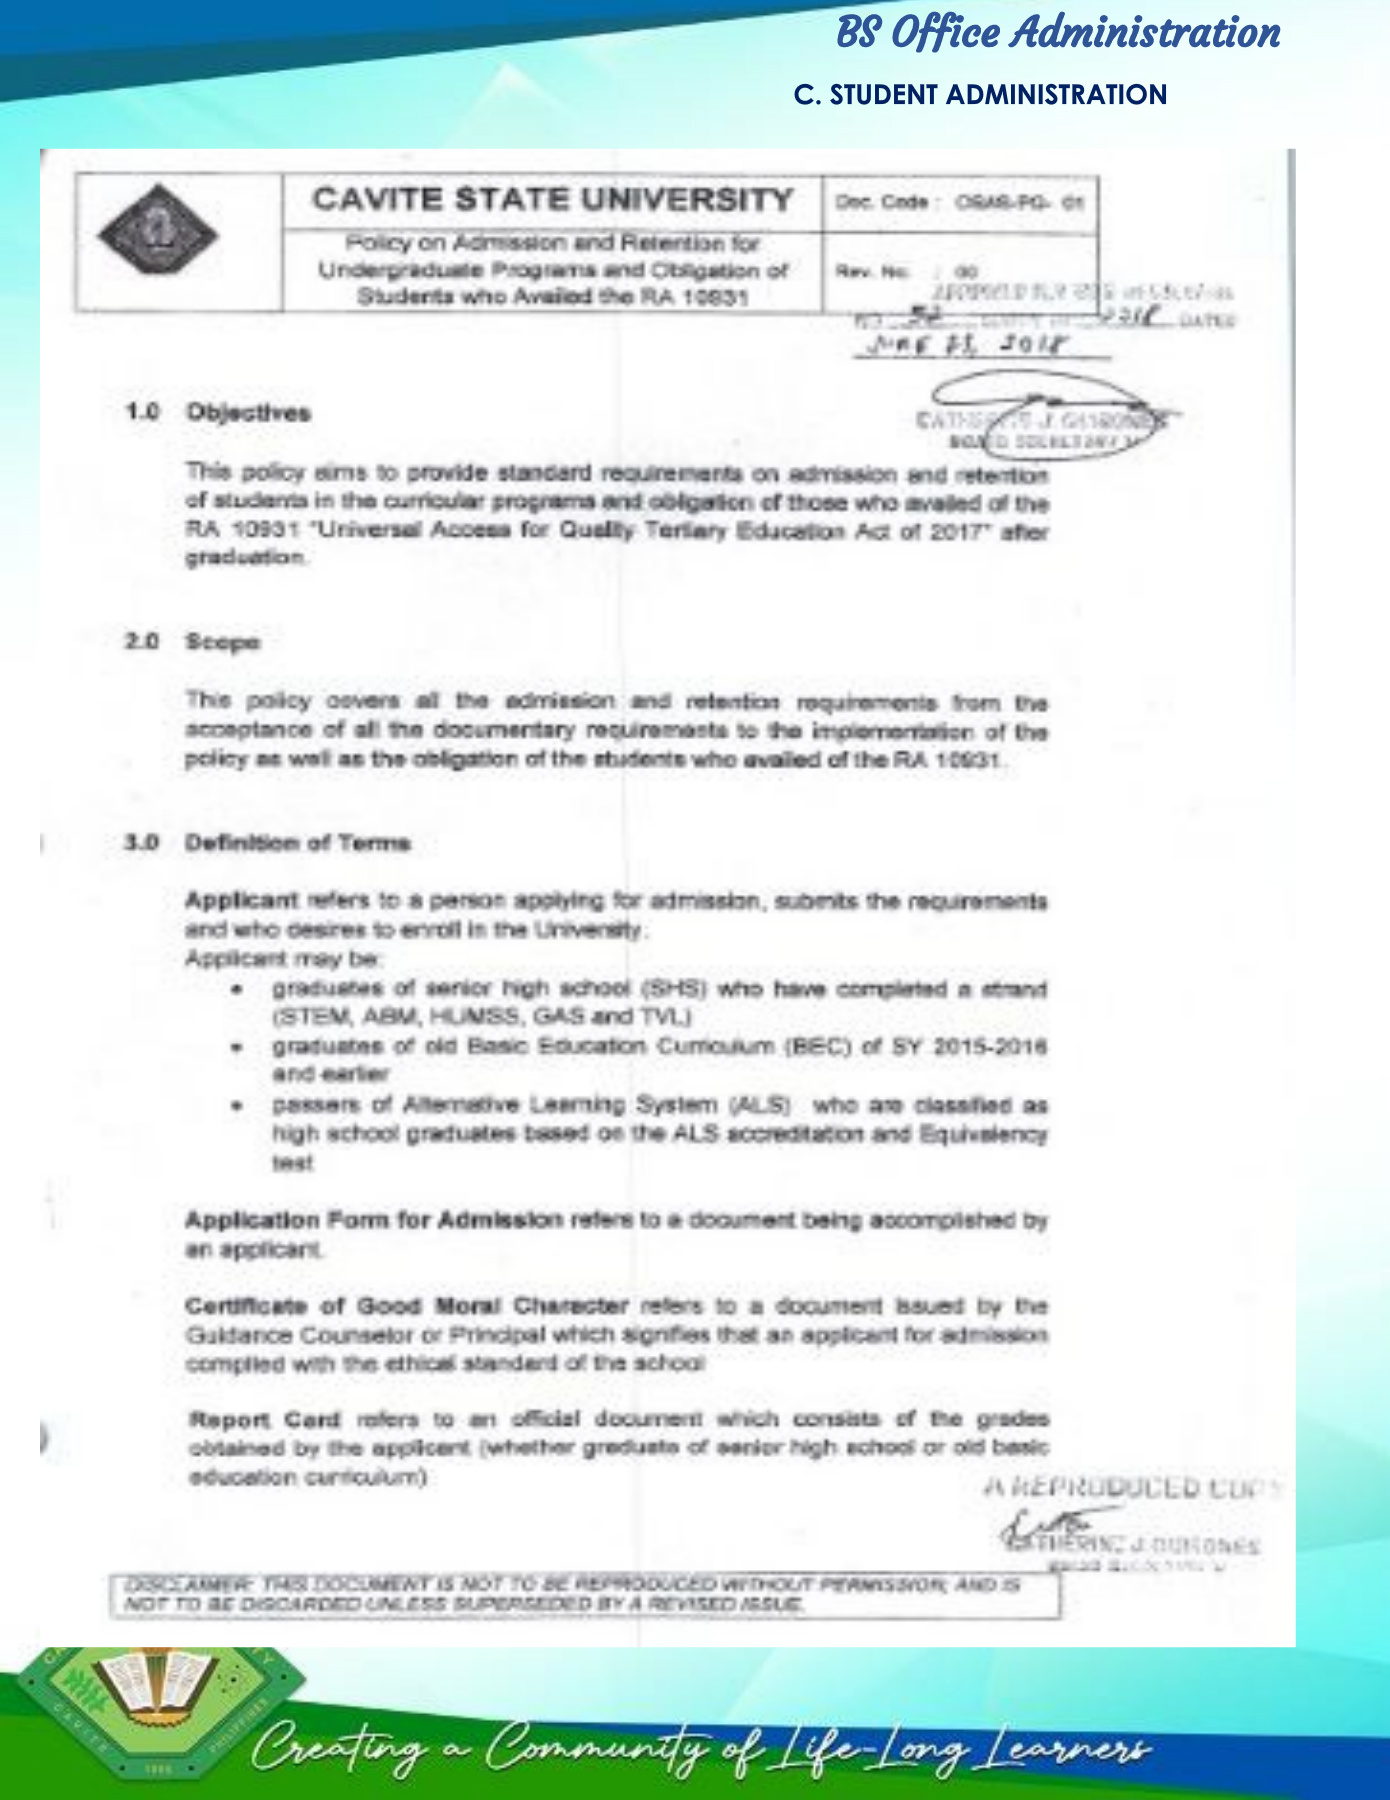 BS Office Administration
C. STUDENT ADMINISTRATION
CAVITE STATE UNIVERSITY
Doc. Code : OSAS-PG- 01
Policy on Admission and Retention for
Undergraduate Programs and Obligation of
Students who Availed the RA 10931
Rev. No. : 00
NO. 52 2018 DATED
JUNE 23, 2018
1.0 Objectives
BOARD SECRETARY V
This policy aims to provide standard requirements on admission and retention
of students in the curricular programs and obligation of those who availed of the
RA 10931 "Universal Access for Quality Tertiary Education Act of 2017" after
graduation.
2.0 Scope
This policy covers all the admission and retention requirements from the
acceptance of all the documentary requirements to the implementation of the
policy as well as the obligation of the students who availed of the RA 10931.
3.0 Definition of Terms
Applicant refers to a person applying for admission, submits the requirements
and who desires to enroll in the University.
Applicant may be:
• graduates of senior high school (SHS) who have completed a strand
(STEM, ABM, HUMSS, GAS and TVL)
• graduates of old Basic Education Curriculum (BEC) of SY 2015-2016
and earlier
• passers of Alternative Learning System (ALS) who are classified as
high school graduates based on the ALS accreditation and Equivalency
test
Application Form for Admission refers to a document being accomplished by
an applicant.
Certificate of Good Moral Character refers to a document issued by the
Guidance Counselor or Principal which signifies that an applicant for admission
complied with the ethical standard of the school
Report Card refers to an official document which consists of the grades
obtained by the applicant (whether graduate of senior high school or old basic
education curriculum)
A REPRODUCED COPY
DISCLAIMER: THIS DOCUMENT IS NOT TO BE REPRODUCED WITHOUT PERMISSION; AND IS
NOT TO BE DISCARDED UNLESS SUPERSEDED BY A REVISED ISSUE.
CAVITE
PHILIPPINES
1906
Creating a Community of Life-Long Learners